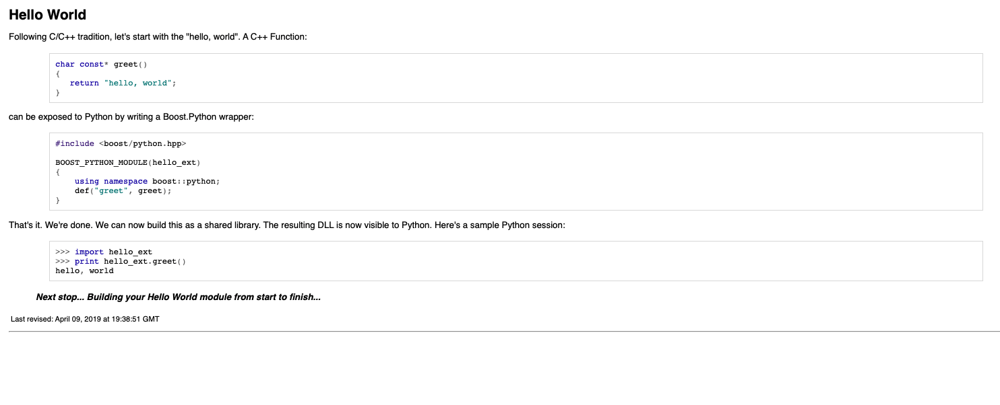 Hello World
Following C/C++ tradition, let's start with the "hello, world". A C++ Function:
char const* greet()
{
   return "hello, world";
}
can be exposed to Python by writing a Boost.Python wrapper:
#include <boost/python.hpp>
BOOST_PYTHON_MODULE(hello_ext)
{
    using namespace boost::python;
    def("greet", greet);
}
That's it. We're done. We can now build this as a shared library. The resulting DLL is now visible to Python. Here's a sample Python session:
>>> import hello_ext
>>> print hello_ext.greet()
hello, world
Next stop... Building your Hello World module from start to finish...
Last revised: April 09, 2019 at 19:38:51 GMT